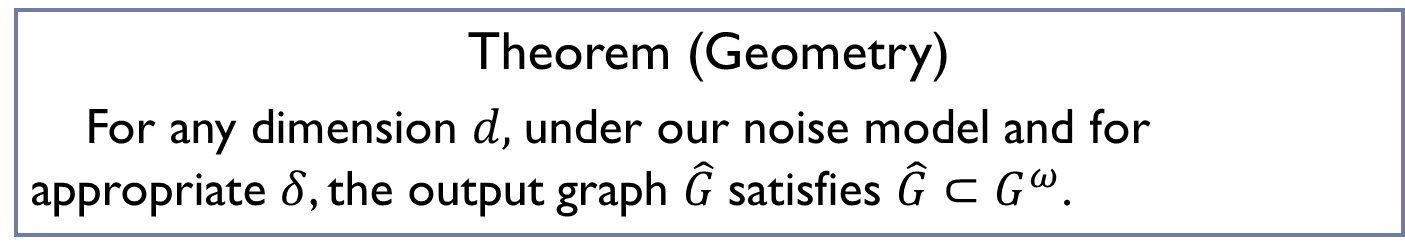 Theorem (Geometry)
For any dimension 𝑑, under our noise model and for
appropriate 𝛿, the output graph 𝐺̂ satisfies 𝐺̂ ⊂ 𝐺^𝜔.